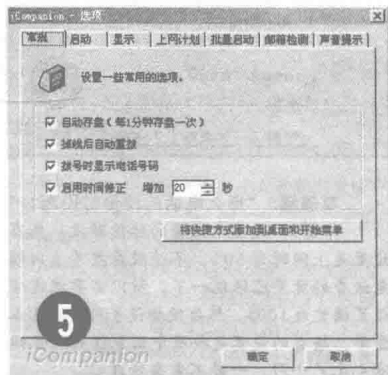 iCompanion - 选项
常规 启动 显示 上网计划 批量启动 邮箱检测 声音提示
设置一些常用的选项。
自动存盘（每1分钟存盘一次）
掉线后自动重拨
拨号时显示电话号码
启用时间修正 增加 20 秒
将快捷方式添加到桌面和开始菜单
5
iCompanion 确定 取消